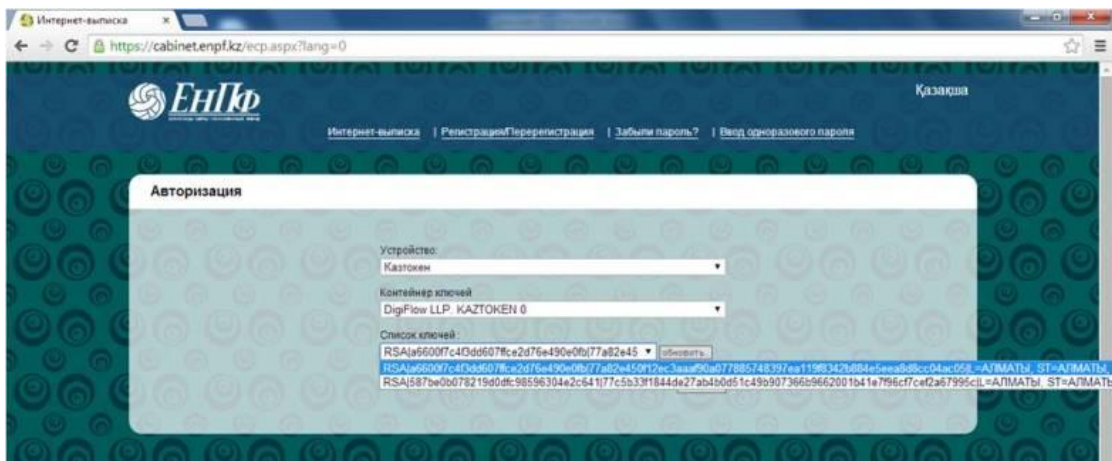 Интернет-выписка
https://cabinet.enpf.kz/ecp.aspx?lang=0
ЕНПФ
Қазақша
Интернет-выписка | Регистрация/Перерегистрация | Забыли пароль? | Ввод одноразового пароля
Авторизация
Устройство:
Казтокен
Контейнер ключей
DigiFlow LLP. KAZTOKEN 0
Список ключей :
RSA|a6600f7c4f3dd607ffce2d76e490e0fb|77a82e45 обновить...
RSA|a6600f7c4f3dd607ffce2d76e490e0fb|77a82e450f12ec3aaaf90a077885748397ea119f8342b884e5eea8d8cc04ac05|L=АЛМАТЫ, ST=АЛМАТЫ,
RSA|587be0b078219d0dfc98596304e2c641|77c5b33f1844de27ab4b0d51c49b907366b9662001b41e7f96cf7cef2a67995c|L=АЛМАТЫ, ST=АЛМАТЫ